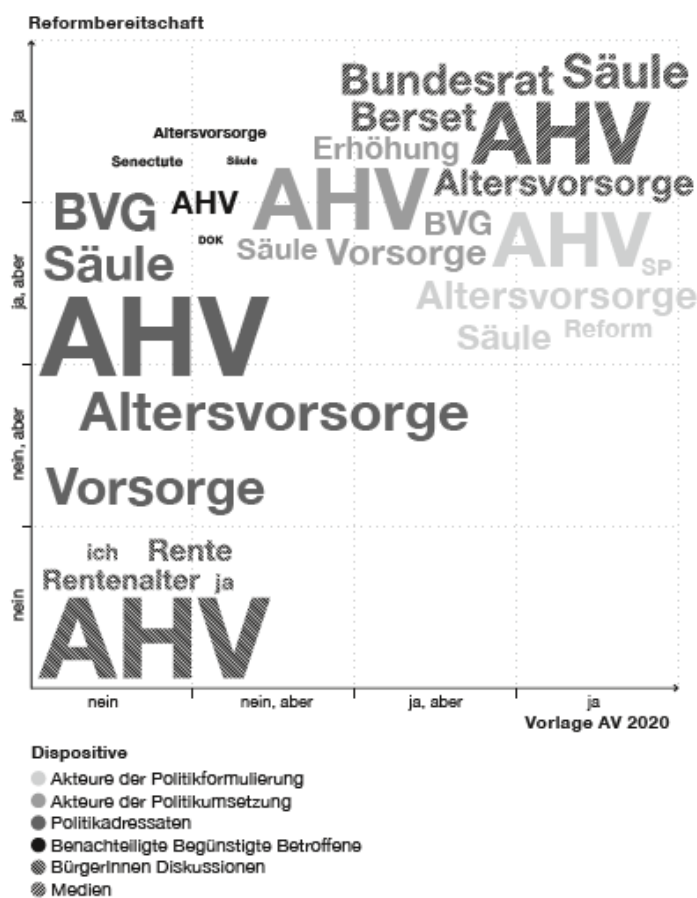 Reformbereitschaft
ja
ja, aber
nein, aber
nein
Bundesrat Säule
Berset AHV
Altersvorsorge
Erhöhung
Senectute Säule
AHV Altersvorsorge
BVG AHV BVG AHV
DOK
Säule Vorsorge SP
Säule
Altersvorsorge
AHV
Säule Reform
Altersvorsorge
Vorsorge
ich Rente
Rentenalter ja
AHV
nein nein, aber ja, aber ja
Vorlage AV 2020
Dispositive
Akteure der Politikformulierung
Akteure der Politikumsetzung
Politikadressaten
Benachteiligte Begünstigte Betroffene
BürgerInnen Diskussionen
Medien